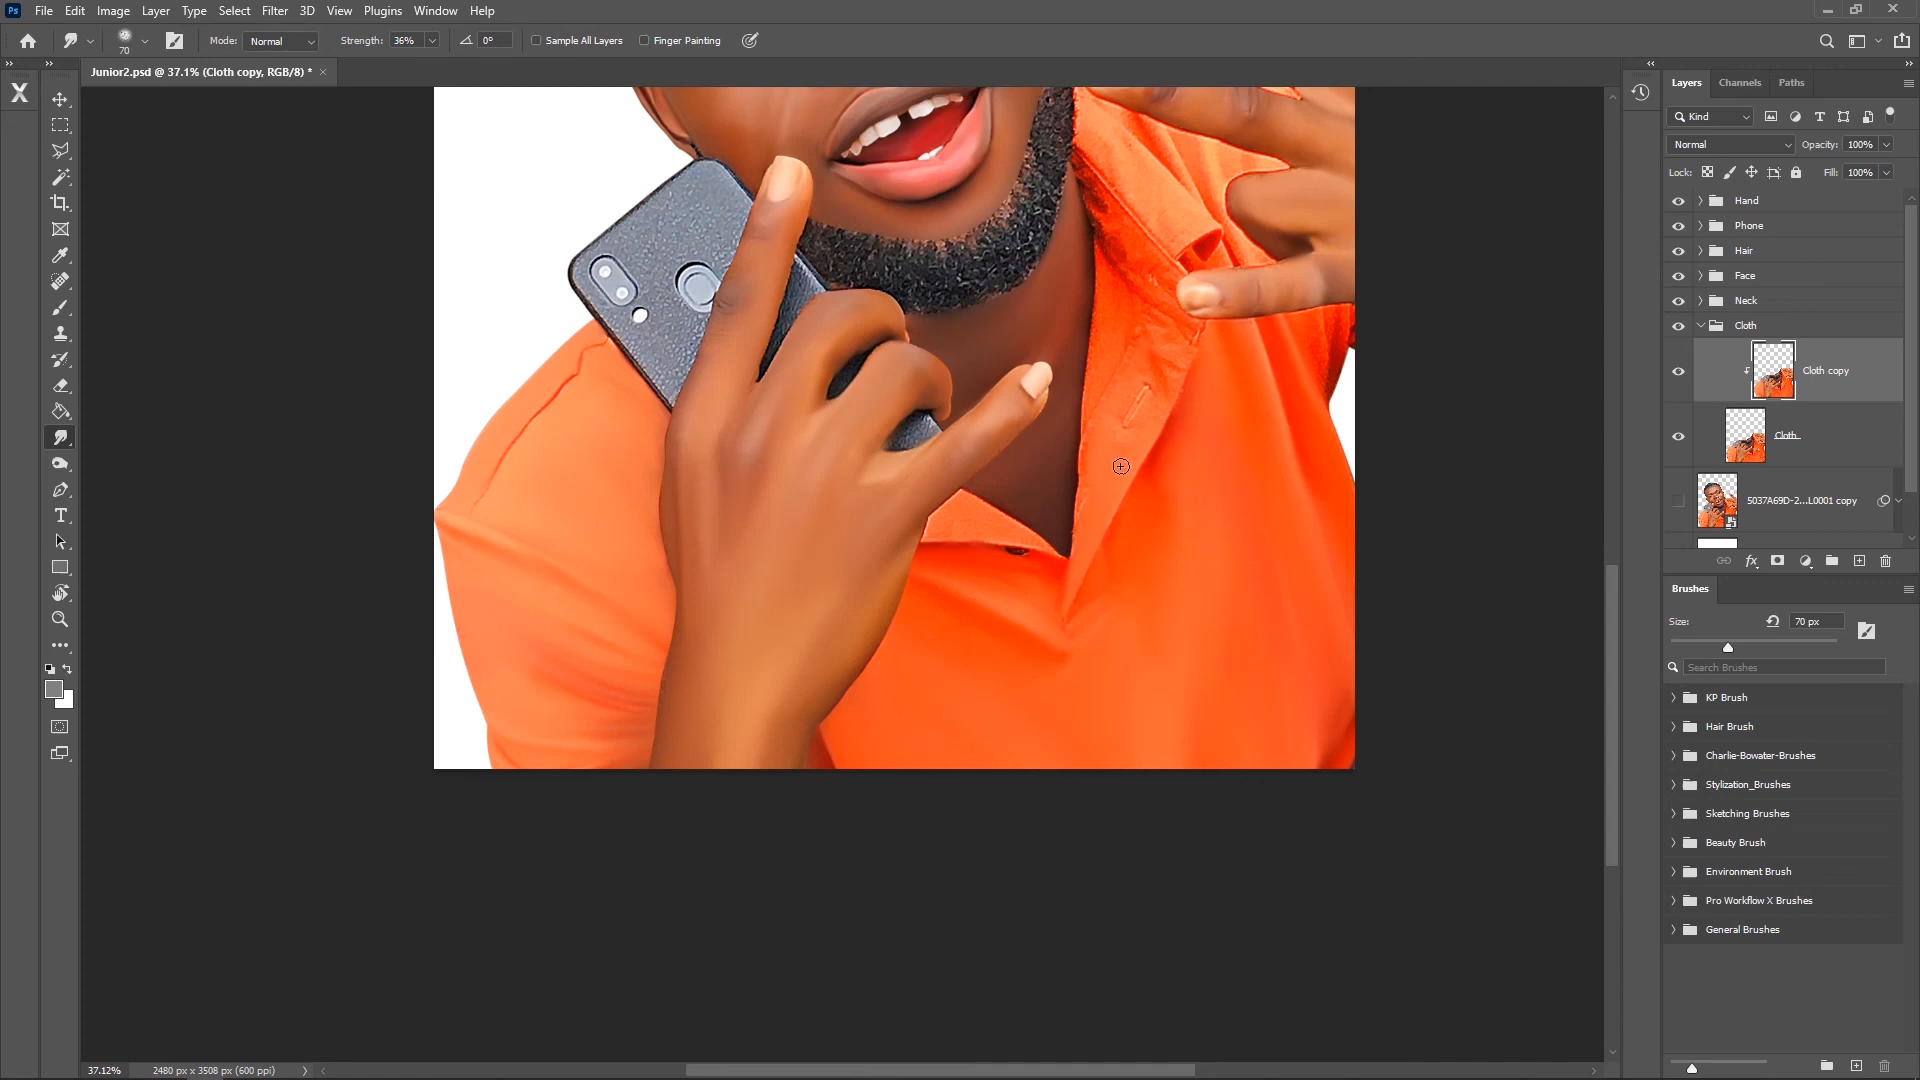 Ps File Edit Image Layer Type Select Filter 3D View Plugins Window Help
70 Mode: Normal Strength: 36% 0° Sample All Layers Finger Painting
Junior2.psd @ 37.1% (Cloth copy, RGB/8) * ×
X
Layers Channels Paths
Kind
Normal Opacity: 100%
Lock: Fill: 100%
Hand
Phone
Hair
Face
Neck
Cloth
Cloth copy
Cloth
5037A69D-2...L0001 copy
fx
Brushes
Size: 70 px
Search Brushes
KP Brush
Hair Brush
Charlie-Bowater-Brushes
Stylization_Brushes
Sketching Brushes
Beauty Brush
Environment Brush
Pro Workflow X Brushes
General Brushes
37.12% 2480 px x 3508 px (600 ppi)